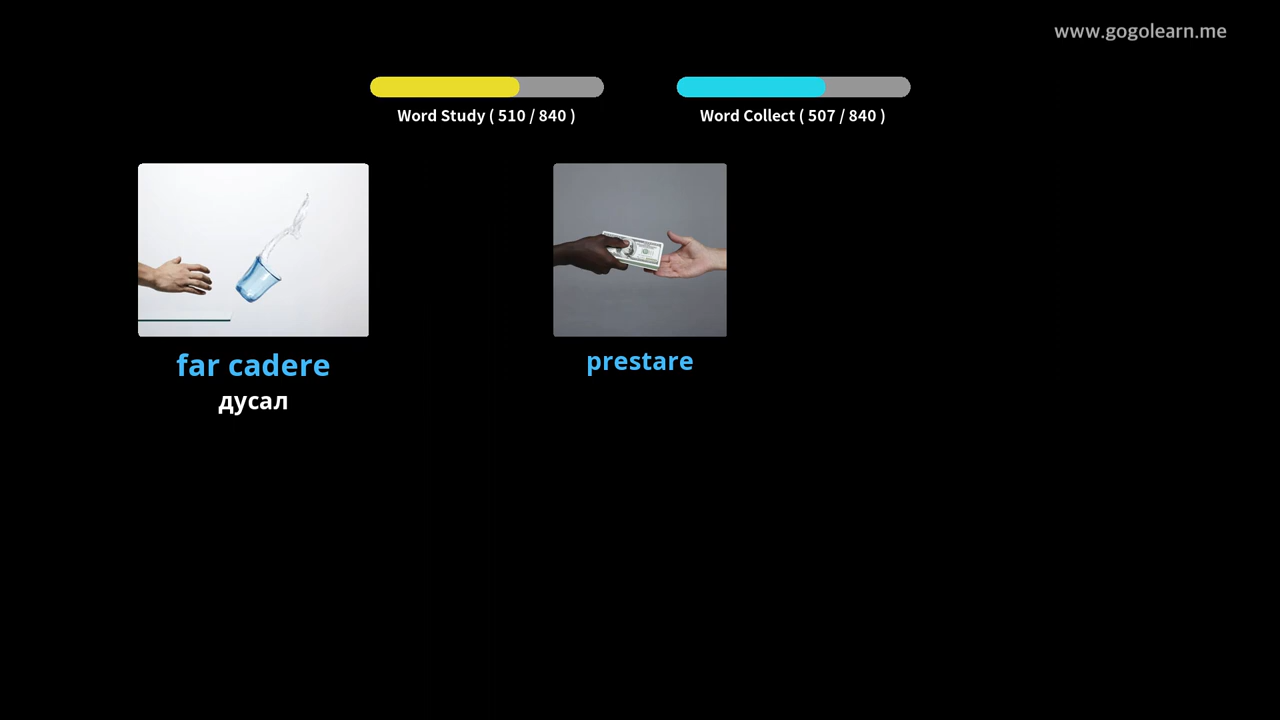 www.gogolearn.me
Word Study ( 510 / 840 )
Word Collect ( 507 / 840 )
far cadere
дусал
prestare